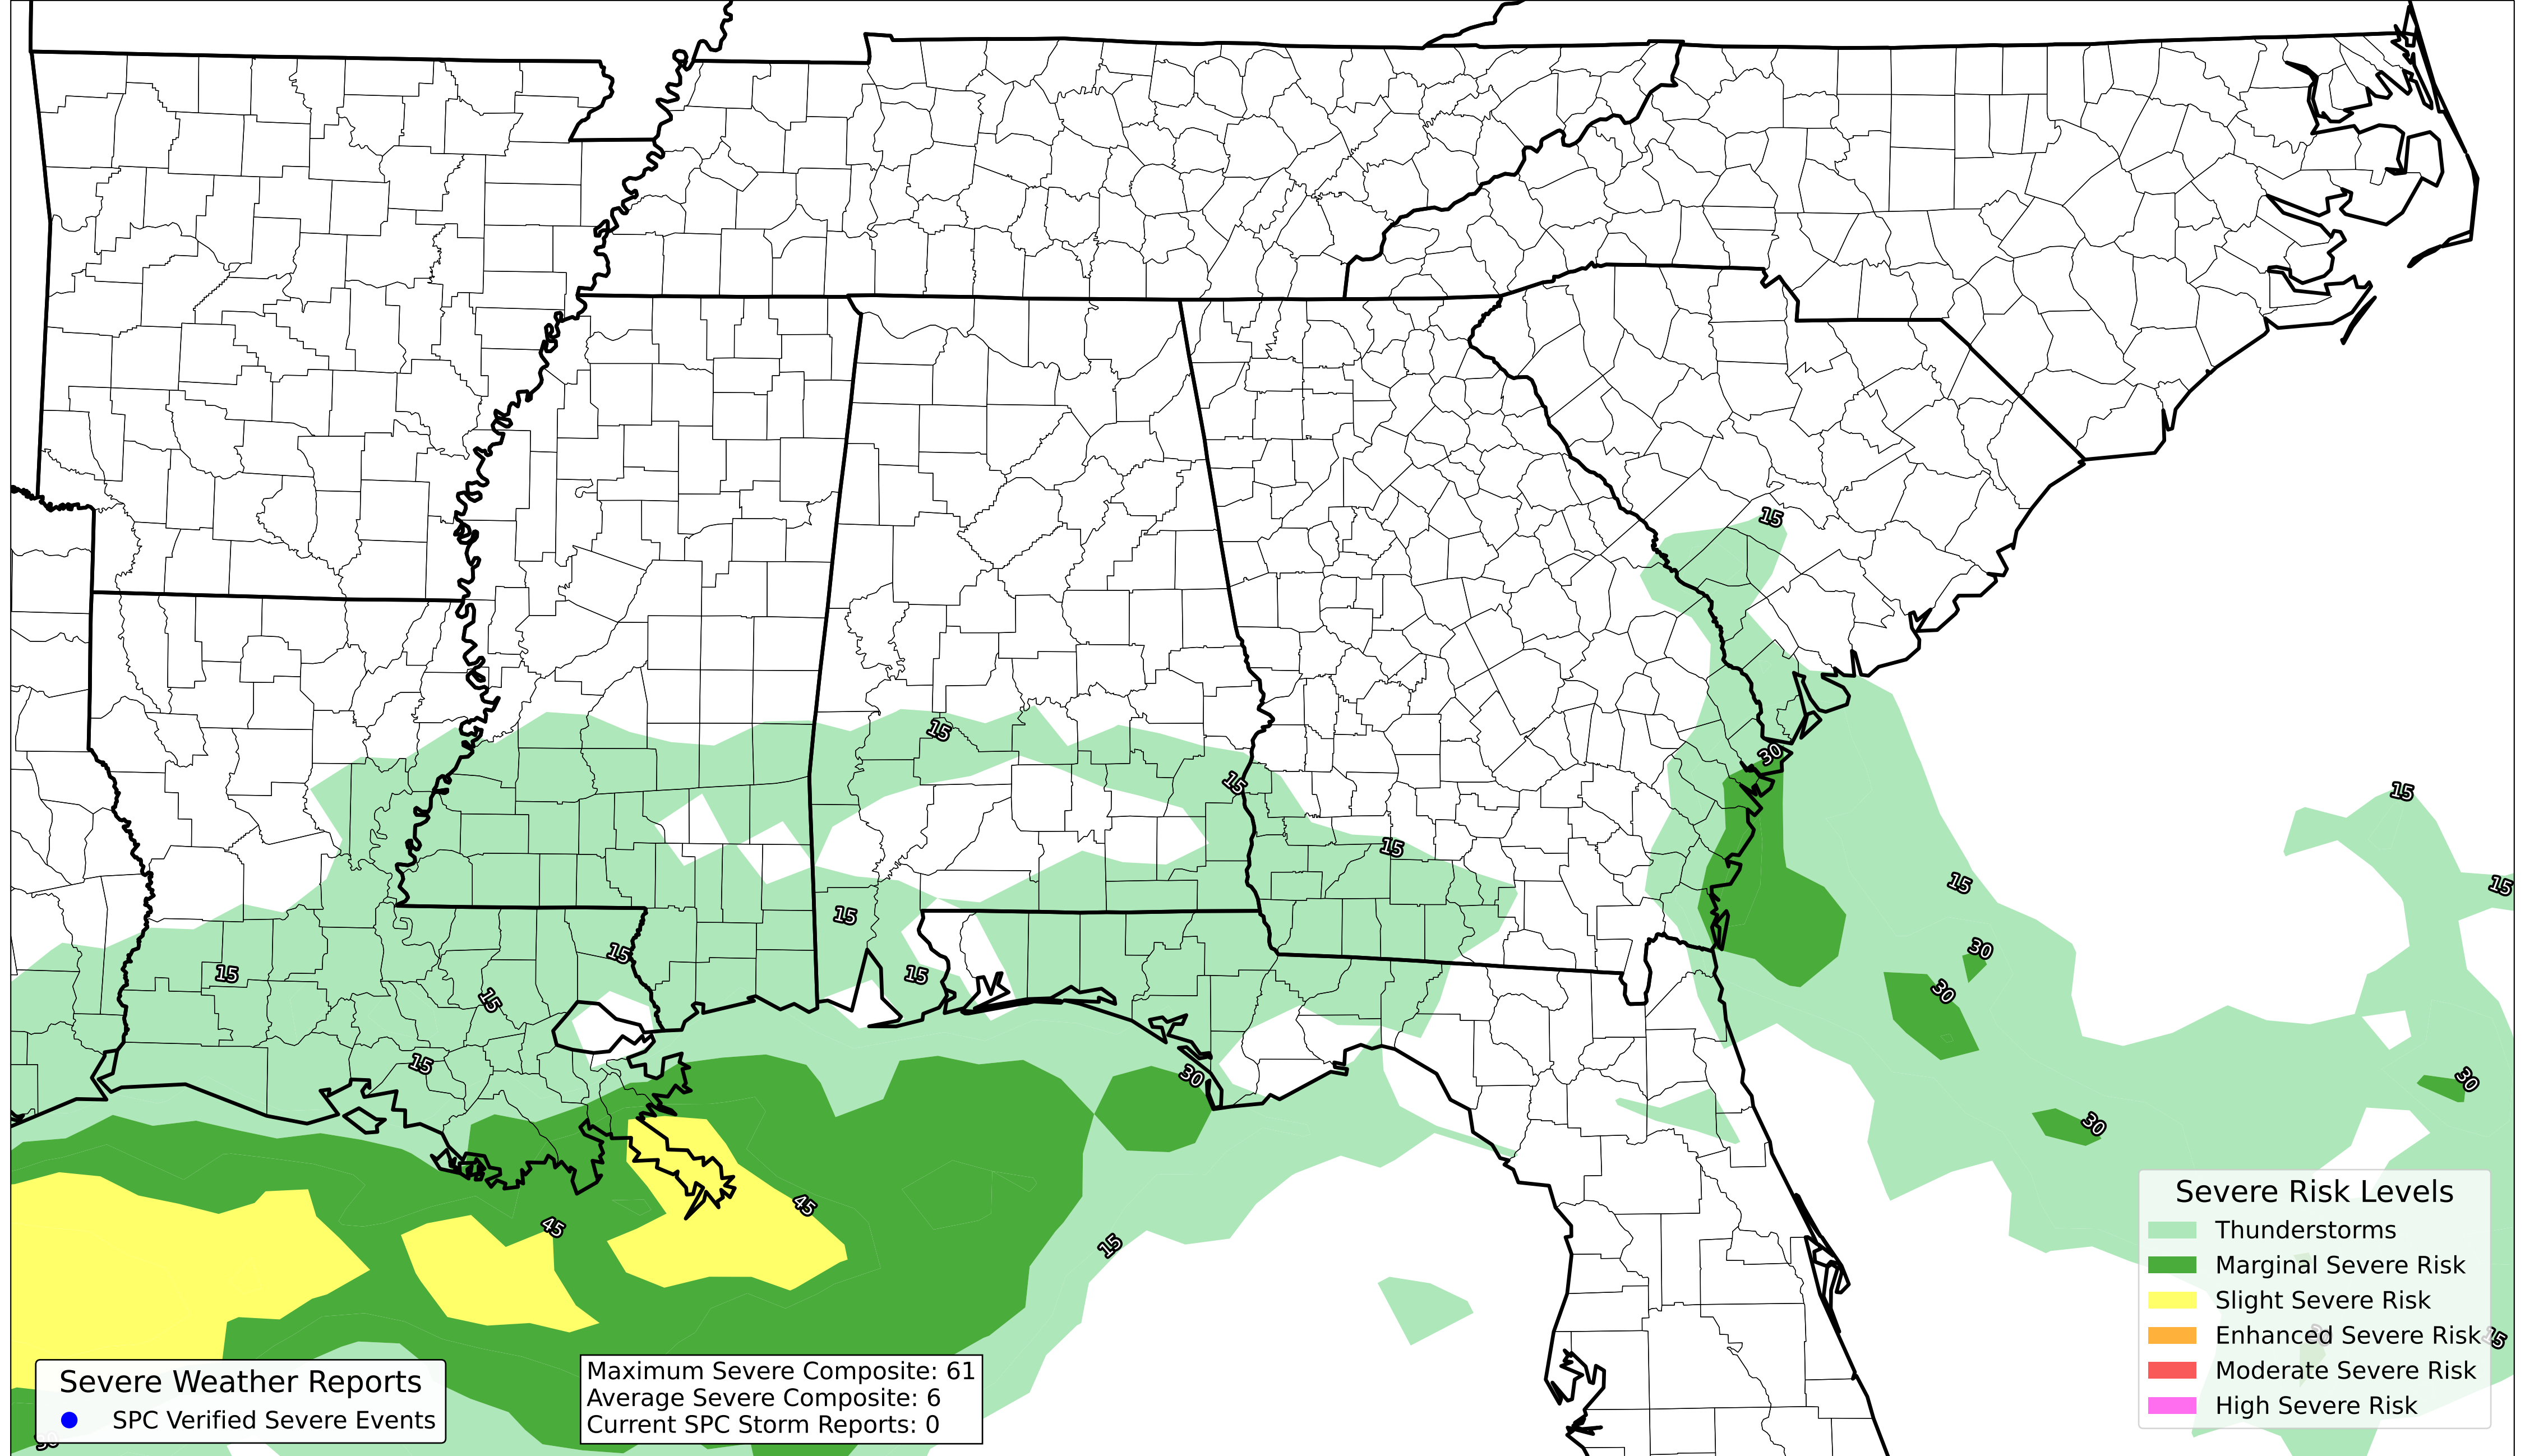 15
15
30
15
15
15
15
15
15
30
15
15
15
30
15
30
30
30
45
45
15
Severe Risk Levels
Thunderstorms
Marginal Severe Risk
Slight Severe Risk
Enhanced Severe Risk
15
Moderate Severe Risk
High Severe Risk
Severe Weather Reports
SPC Verified Severe Events
Maximum Severe Composite: 61
Average Severe Composite: 6
Current SPC Storm Reports: 0